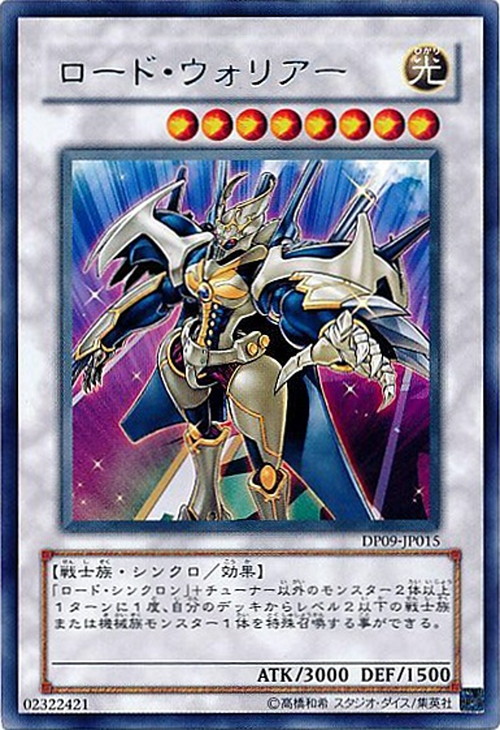 ロード・ウォリアー
光
DP09-JP015
【戦士族・シンクロ/効果】
「ロード・シンクロン」+チューナー以外のモンスター2体以上
1ターンに1度、自分のデッキからレベル2以下の戦士族
または機械族モンスター1体を特殊召喚する事ができる。
ATK/3000 DEF/1500
02322421
©高橋和希 スタジオ・ダイス/集英社